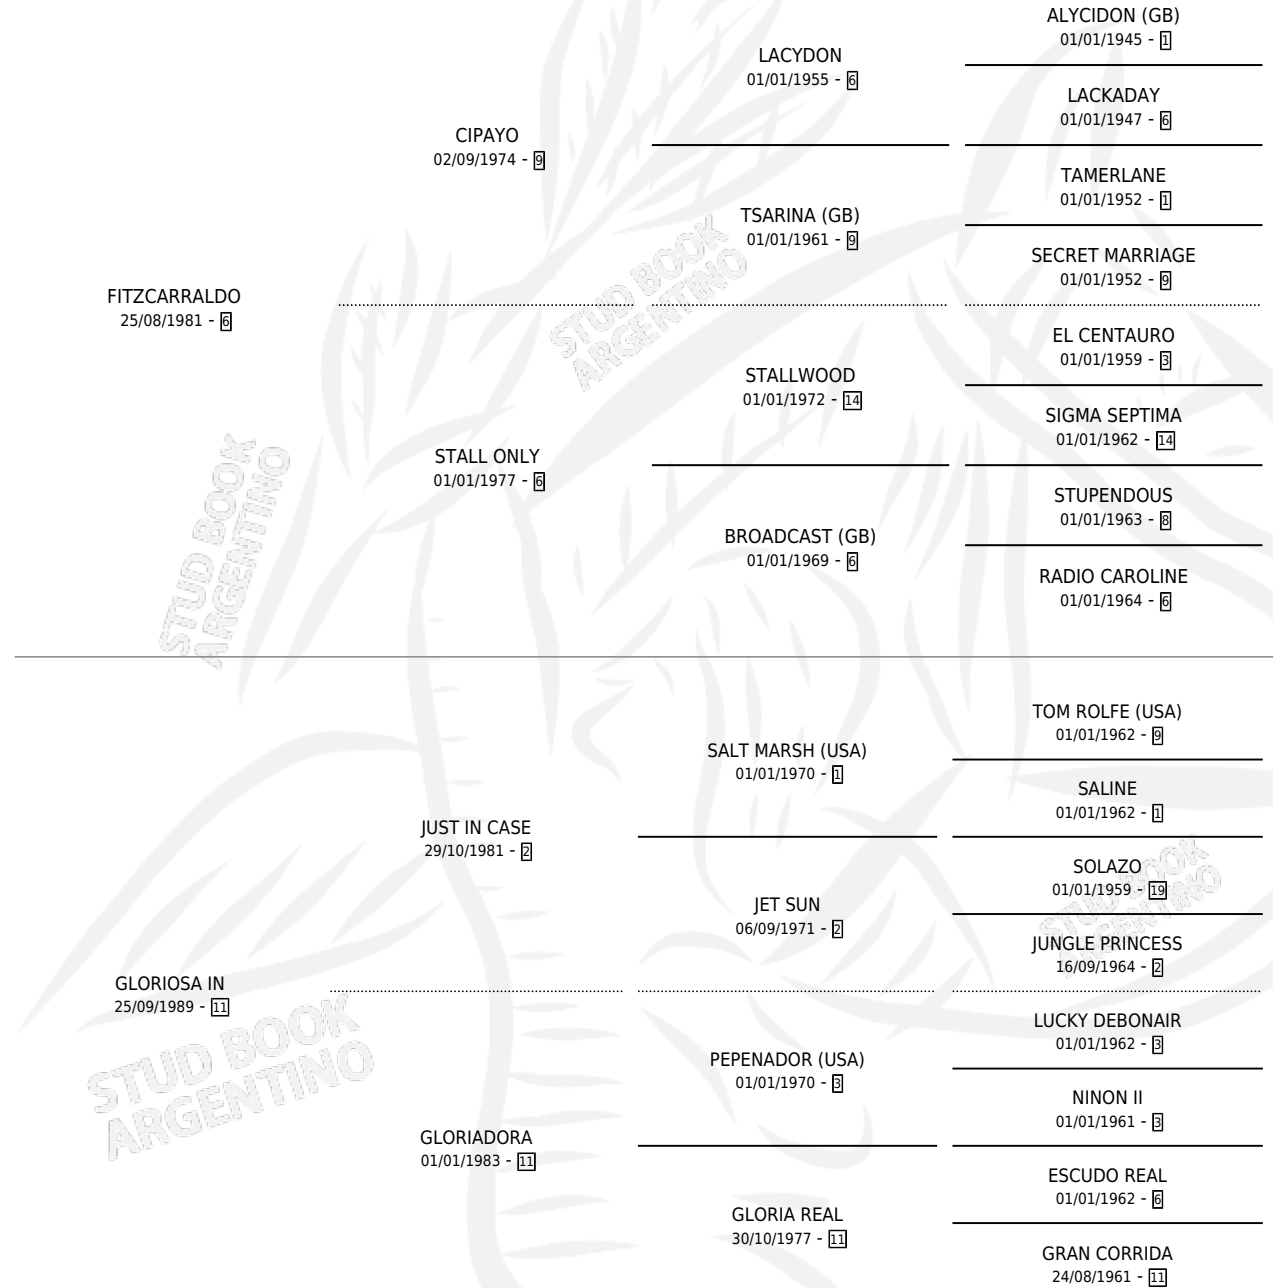 FITZCARRALDO
25/08/1981 - 6
CIPAYO
02/09/1974 - 9
LACYDON
01/01/1955 - 6
ALYCIDON (GB)
01/01/1945 - 1
LACKADAY
01/01/1947 - 6
TSARINA (GB)
01/01/1961 - 9
TAMERLANE
01/01/1952 - 1
SECRET MARRIAGE
01/01/1952 - 9
STALL ONLY
01/01/1977 - 6
STALLWOOD
01/01/1972 - 14
EL CENTAURO
01/01/1959 - 3
SIGMA SEPTIMA
01/01/1962 - 14
BROADCAST (GB)
01/01/1969 - 6
STUPENDOUS
01/01/1963 - 8
RADIO CAROLINE
01/01/1964 - 6
GLORIOSA IN
25/09/1989 - 11
JUST IN CASE
29/10/1981 - 2
SALT MARSH (USA)
01/01/1970 - 1
TOM ROLFE (USA)
01/01/1962 - 9
SALINE
01/01/1962 - 1
JET SUN
06/09/1971 - 2
SOLAZO
01/01/1959 - 19
JUNGLE PRINCESS
16/09/1964 - 2
GLORIADORA
01/01/1983 - 11
PEPENADOR (USA)
01/01/1970 - 3
LUCKY DEBONAIR
01/01/1962 - 3
NINON II
01/01/1961 - 3
GLORIA REAL
30/10/1977 - 11
ESCUDO REAL
01/01/1962 - 6
GRAN CORRIDA
24/08/1961 - 11
STUD BOOK
ARGENTINO
STUD BOOK
ARGENTINO
STUD BOOK
ARGENTINO
STUD BOOK
ARGENTINO